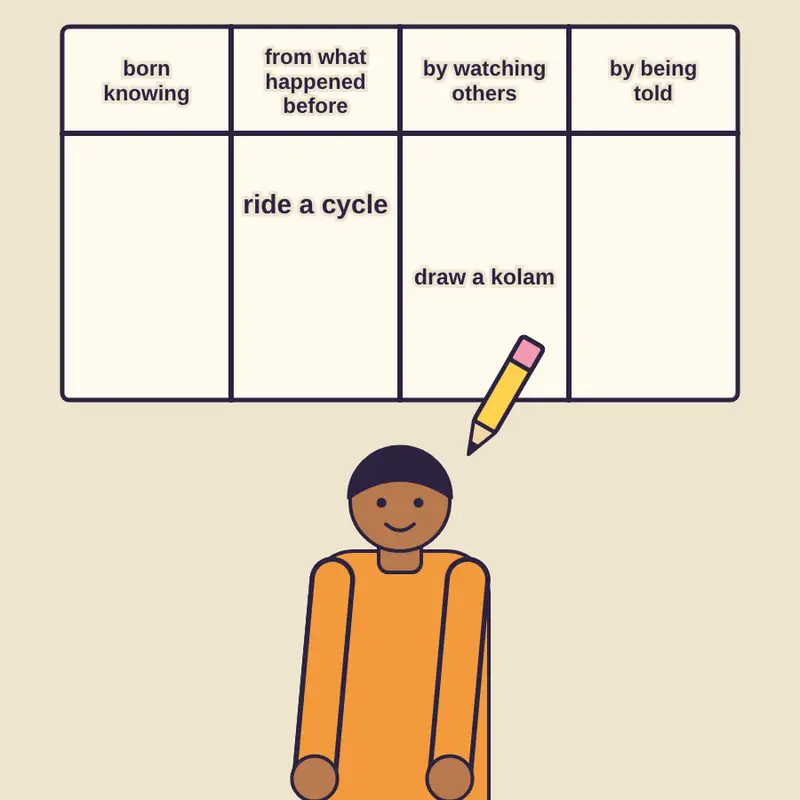 born
knowing
from what
happened
before
by watching
others
by being
told
ride a cycle
draw a kolam